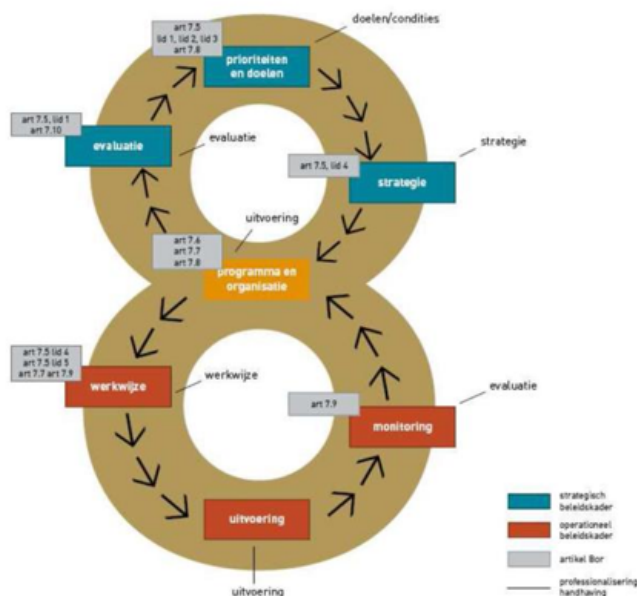 art 7.5
lid 1, lid 2, lid 3
art 7.8
doelen/condities
prioriteiten
en doelen
art 7.5, lid 1
art 7.10
evaluatie
evaluatie
art 7.5, lid 4
strategie
strategie
uitvoering
art 7.6
art 7.7
art 7.8
programma en
organisatie
art 7.5 lid 4
art 7.5 lid 5
art 7.7 art 7.9
werkwijze
werkwijze
art 7.9
evaluatie
monitoring
uitvoering
uitvoering
strategisch
beleidskader
operationeel
beleidskader
artikel Bor
professionalisering
handhaving